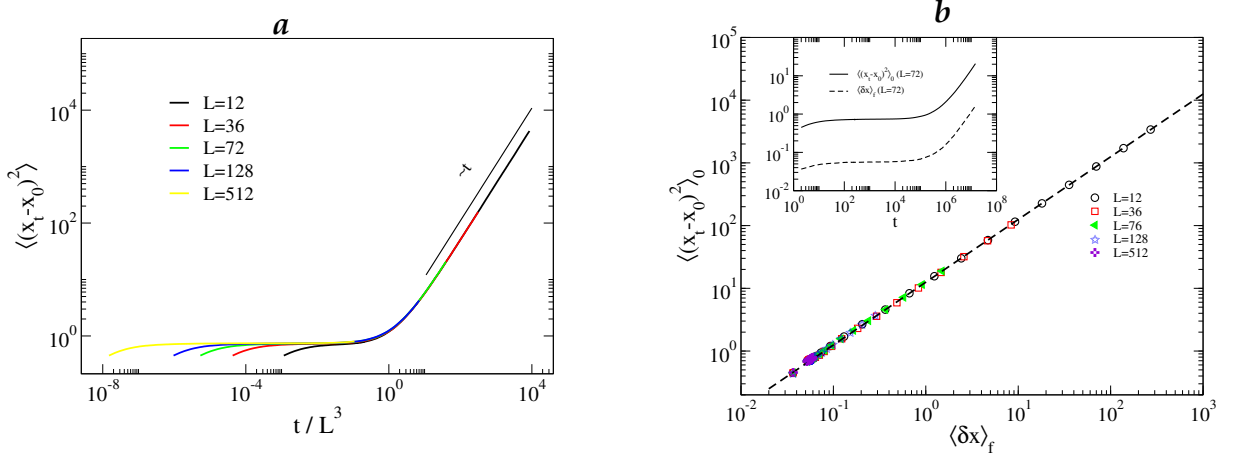 a
⟨(x_t-x_0)^2⟩
10^4
10^2
10^0
L=12
L=36
L=72
L=128
L=512
~t
10^-8
10^-4
10^0
10^4
t / L^3
b
⟨(x_t-x_0)^2⟩_0
10^5
10^4
10^3
10^2
10^1
10^0
10^1
10^0
10^-1
10^-2
⟨(x_t-x_0)^2⟩_0 (L=72)
⟨δx⟩_f (L=72)
10^0
10^2
10^4
10^6
10^8
t
L=12
L=36
L=76
L=128
L=512
10^-2
10^-1
10^0
10^1
10^2
10^3
⟨δx⟩_f